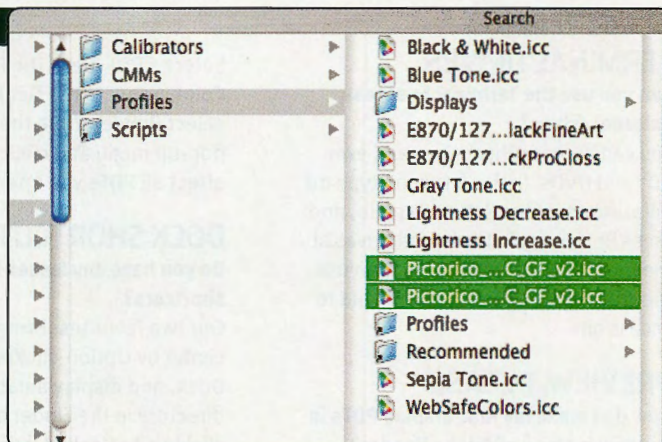 Search
Calibrators
CMMs
Profiles
Scripts
Black & White.icc
Blue Tone.icc
Displays
E870/127...lackFineArt
E870/127...ckProGloss
Gray Tone.icc
Lightness Decrease.icc
Lightness Increase.icc
Pictorico_...C_GF_v2.icc
Pictorico_...C_GF_v2.icc
Profiles
Recommended
Sepia Tone.icc
WebSafeColors.icc